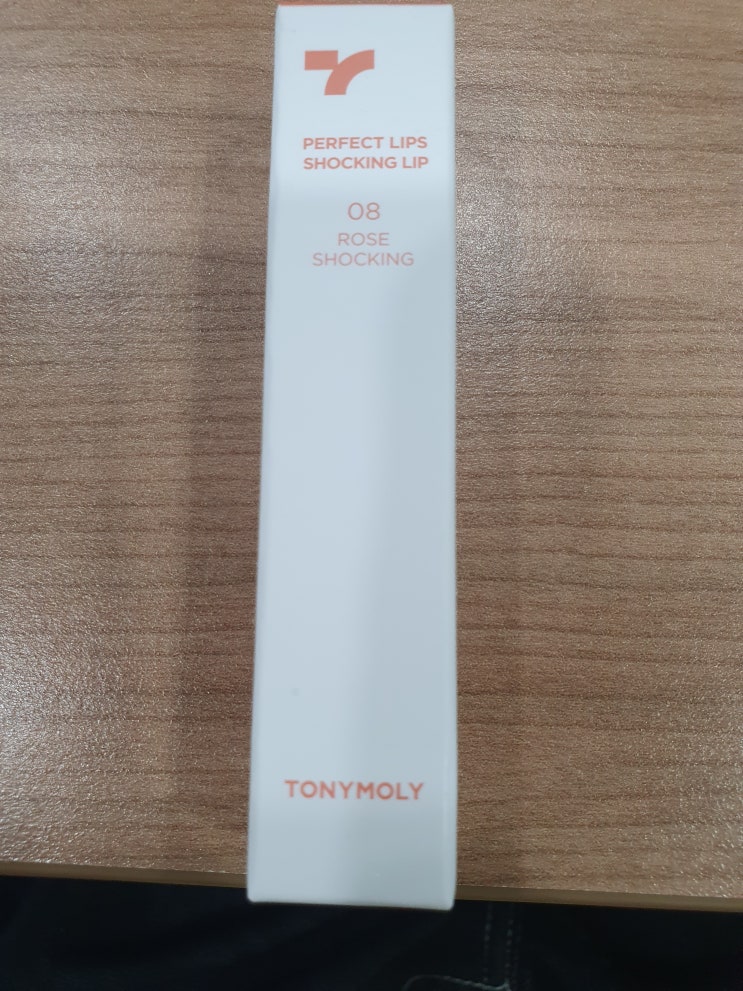 PERFECT LIPS
SHOCKING LIP
08
ROSE
SHOCKING
TONYMOLY